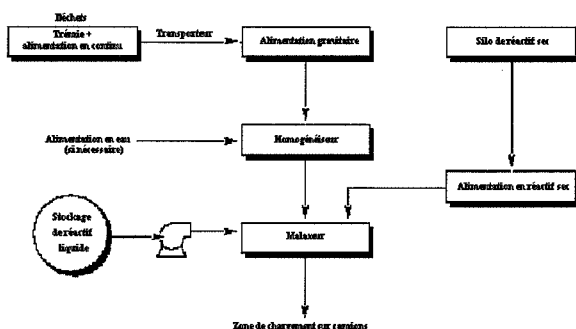 Déchets
Trémie +
alimentation en continu
Transporteur
Alimentation gravitaire
Silo de réactif sec
Alimentation en eau
(si nécessaire)
Homogénéiseur
Alimentation en réactif sec
Stockage
de réactif
liquide
Malaxeur
Zone de chargement sur camions